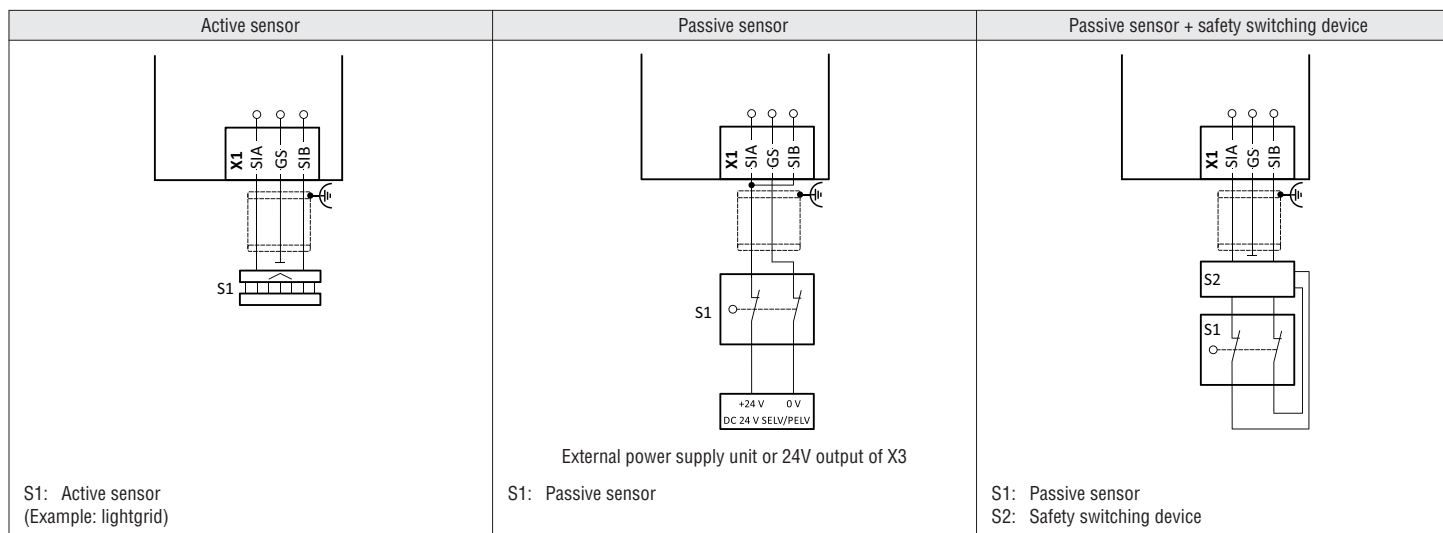 Active sensor
Passive sensor
Passive sensor + safety switching device
X1
SIA
GS
SIB
S1
S1: Active sensor
(Example: lightgrid)
X1
SIA
GS
SIB
S1
+24 V 0 V
DC 24 V SELV/PELV
External power supply unit or 24V output of X3
S1: Passive sensor
X1
SIA
GS
SIB
S2
S1
S1: Passive sensor
S2: Safety switching device